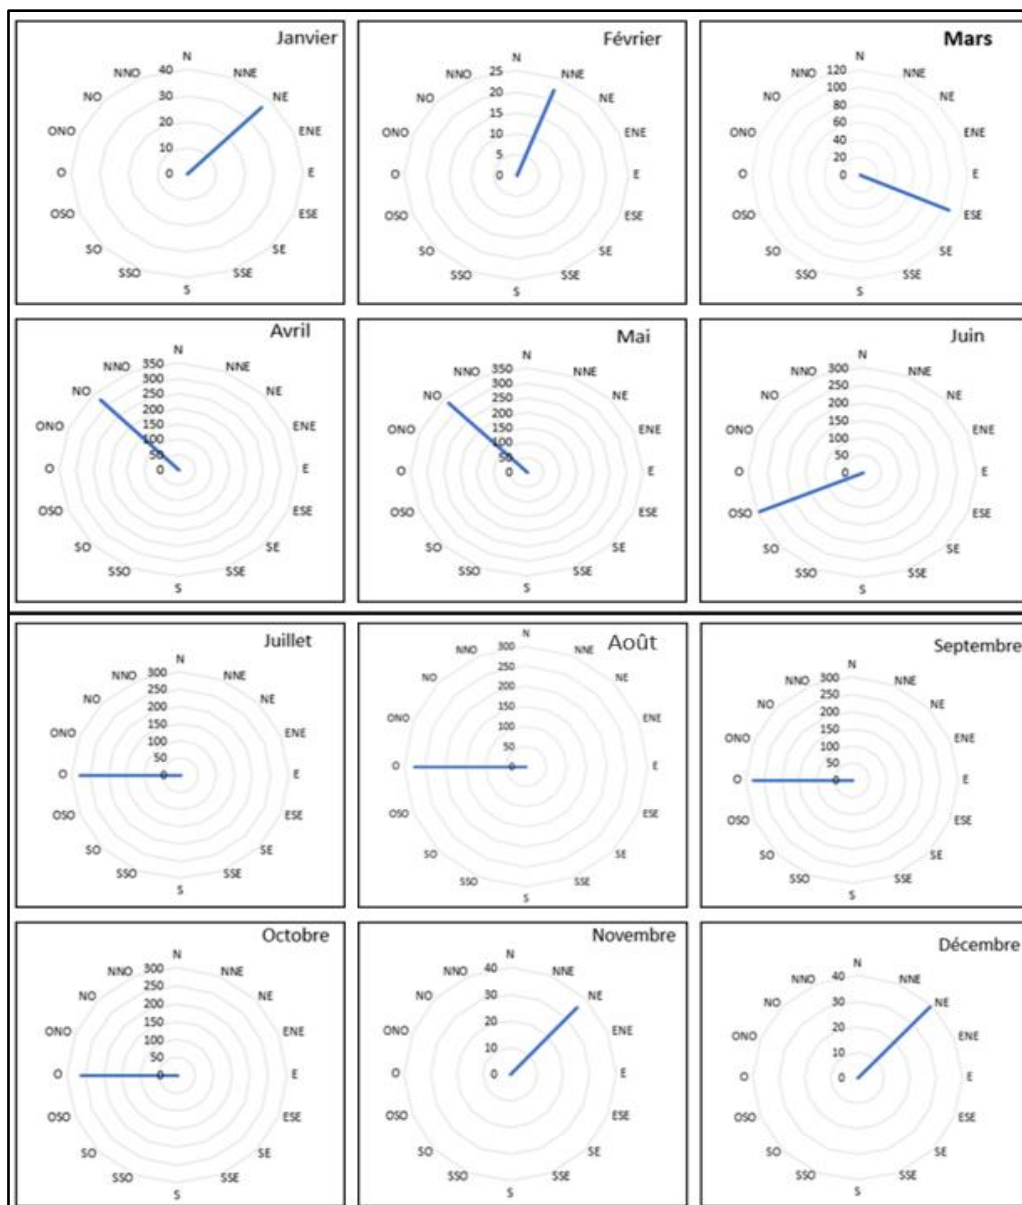 Janvier
N
40
30
20
10
0
NNE
NE
ENE
E
ESE
SE
SSE
S
SSO
SO
OSO
O
ONO
NO
NNO
Février
N
25
20
15
10
5
0
NNE
NE
ENE
E
ESE
SE
SSE
S
SSO
SO
OSO
O
ONO
NO
NNO
Mars
N
120
100
80
60
40
20
0
NNE
NE
ENE
E
ESE
SE
SSE
S
SSO
SO
OSO
O
ONO
NO
NNO
Avril
N
350
300
250
200
150
100
50
0
NNE
NE
ENE
E
ESE
SE
SSE
S
SSO
SO
OSO
O
ONO
NO
NNO
Mai
N
350
300
250
200
150
100
50
0
NNE
NE
ENE
E
ESE
SE
SSE
S
SSO
SO
OSO
O
ONO
NO
NNO
Juin
N
300
250
200
150
100
50
0
NNE
NE
ENE
E
ESE
SE
SSE
S
SSO
SO
OSO
O
ONO
NO
NNO
Juillet
N
300
250
200
150
100
50
0
NNE
NE
ENE
E
ESE
SE
SSE
S
SSO
SO
OSO
O
ONO
NO
NNO
Août
N
300
250
200
150
100
50
0
NNE
NE
ENE
E
ESE
SE
SSE
S
SSO
SO
OSO
O
ONO
NO
NNO
Septembre
N
300
250
200
150
100
50
0
NNE
NE
ENE
E
ESE
SE
SSE
S
SSO
SO
OSO
O
ONO
NO
NNO
Octobre
N
300
250
200
150
100
50
0
NNE
NE
ENE
E
ESE
SE
SSE
S
SSO
SO
OSO
O
ONO
NO
NNO
Novembre
N
40
30
20
10
0
NNE
NE
ENE
E
ESE
SE
SSE
S
SSO
SO
OSO
O
ONO
NO
NNO
Décembre
N
40
30
20
10
0
NNE
NE
ENE
E
ESE
SE
SSE
S
SSO
SO
OSO
O
ONO
NO
NNO